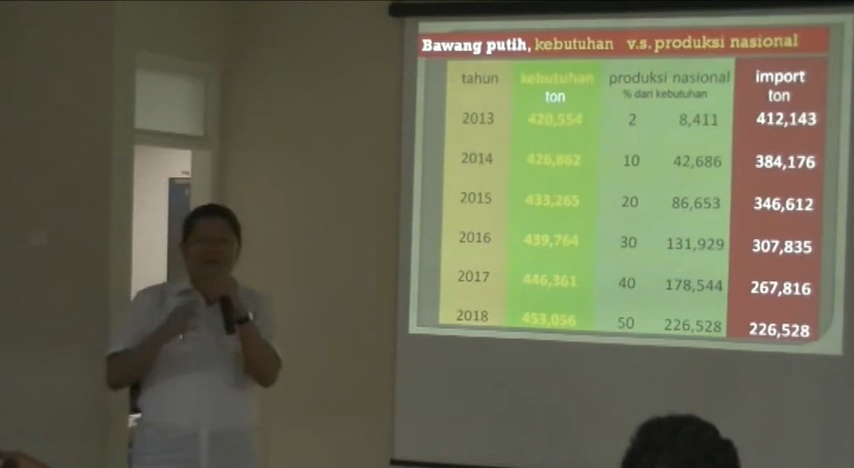 Bawang putih, kebutuhan v.s. produksi nasional
tahun kebutuhan produksi nasional import
ton % dari kebutuhan ton
2013 420,554 2 8,411 412,143
2014 426,862 10 42,686 384,176
2015 433,265 20 86,653 346,612
2016 439,764 30 131,929 307,835
2017 446,361 40 178,544 267,816
2018 453,056 50 226,528 226,528